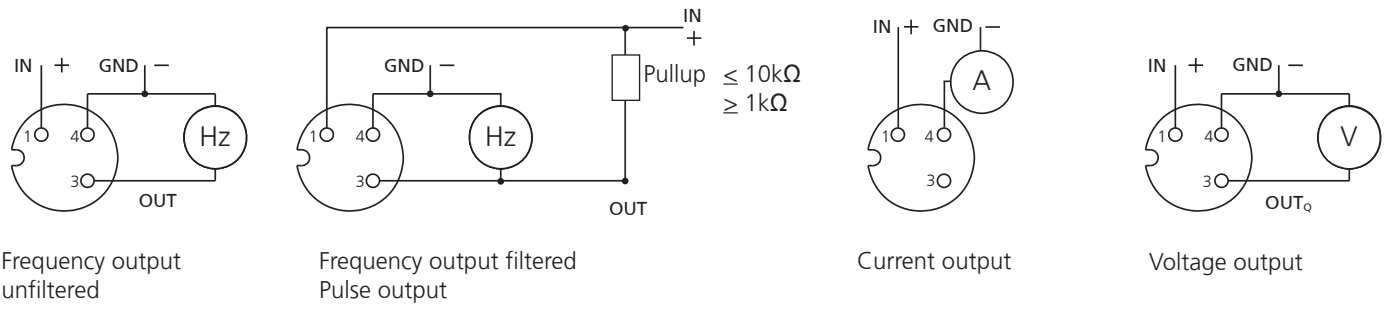 IN + GND −
1 4
Hz
3
OUT
Frequency output
unfiltered
IN
+
GND −
Pullup ≤ 10kΩ
≥ 1kΩ
1 4
Hz
3
OUT
Frequency output filtered
Pulse output
IN + GND −
A
1 4
3
Current output
IN + GND −
1 4
V
3
OUTQ
Voltage output